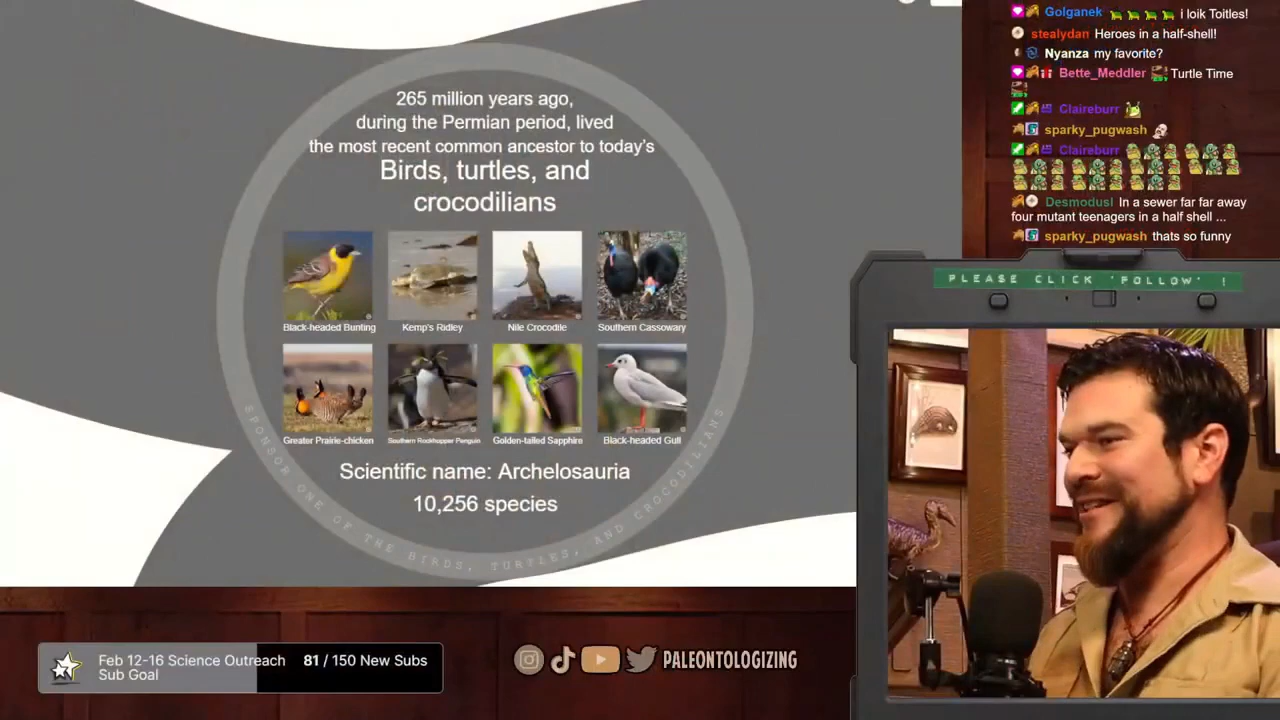 265 million years ago,
during the Permian period, lived
the most recent common ancestor to today's
Birds, turtles, and
crocodilians
Black-headed Bunting
Kemp's Ridley
Nile Crocodile
Southern Cassowary
Greater Prairie-chicken
Southern Rockhopper Penguin
Golden-tailed Sapphire
Black-headed Gull
Scientific name: Archelosauria
10,256 species
SPONSOR ONE OF THE BIRDS, TURTLES, AND CROCODILIANS
Golganek i loik Toitles!
stealydan Heroes in a half-shell!
Nyanza my favorite?
Bette_Meddler Turtle Time
Claireburr
sparky_pugwash
Claireburr
Desmodusl In a sewer far far away
four mutant teenagers in a half shell ...
sparky_pugwash thats so funny
PLEASE CLICK 'FOLLOW' !
Feb 12-16 Science Outreach
Sub Goal
81 / 150 New Subs
PALEONTOLOGIZING